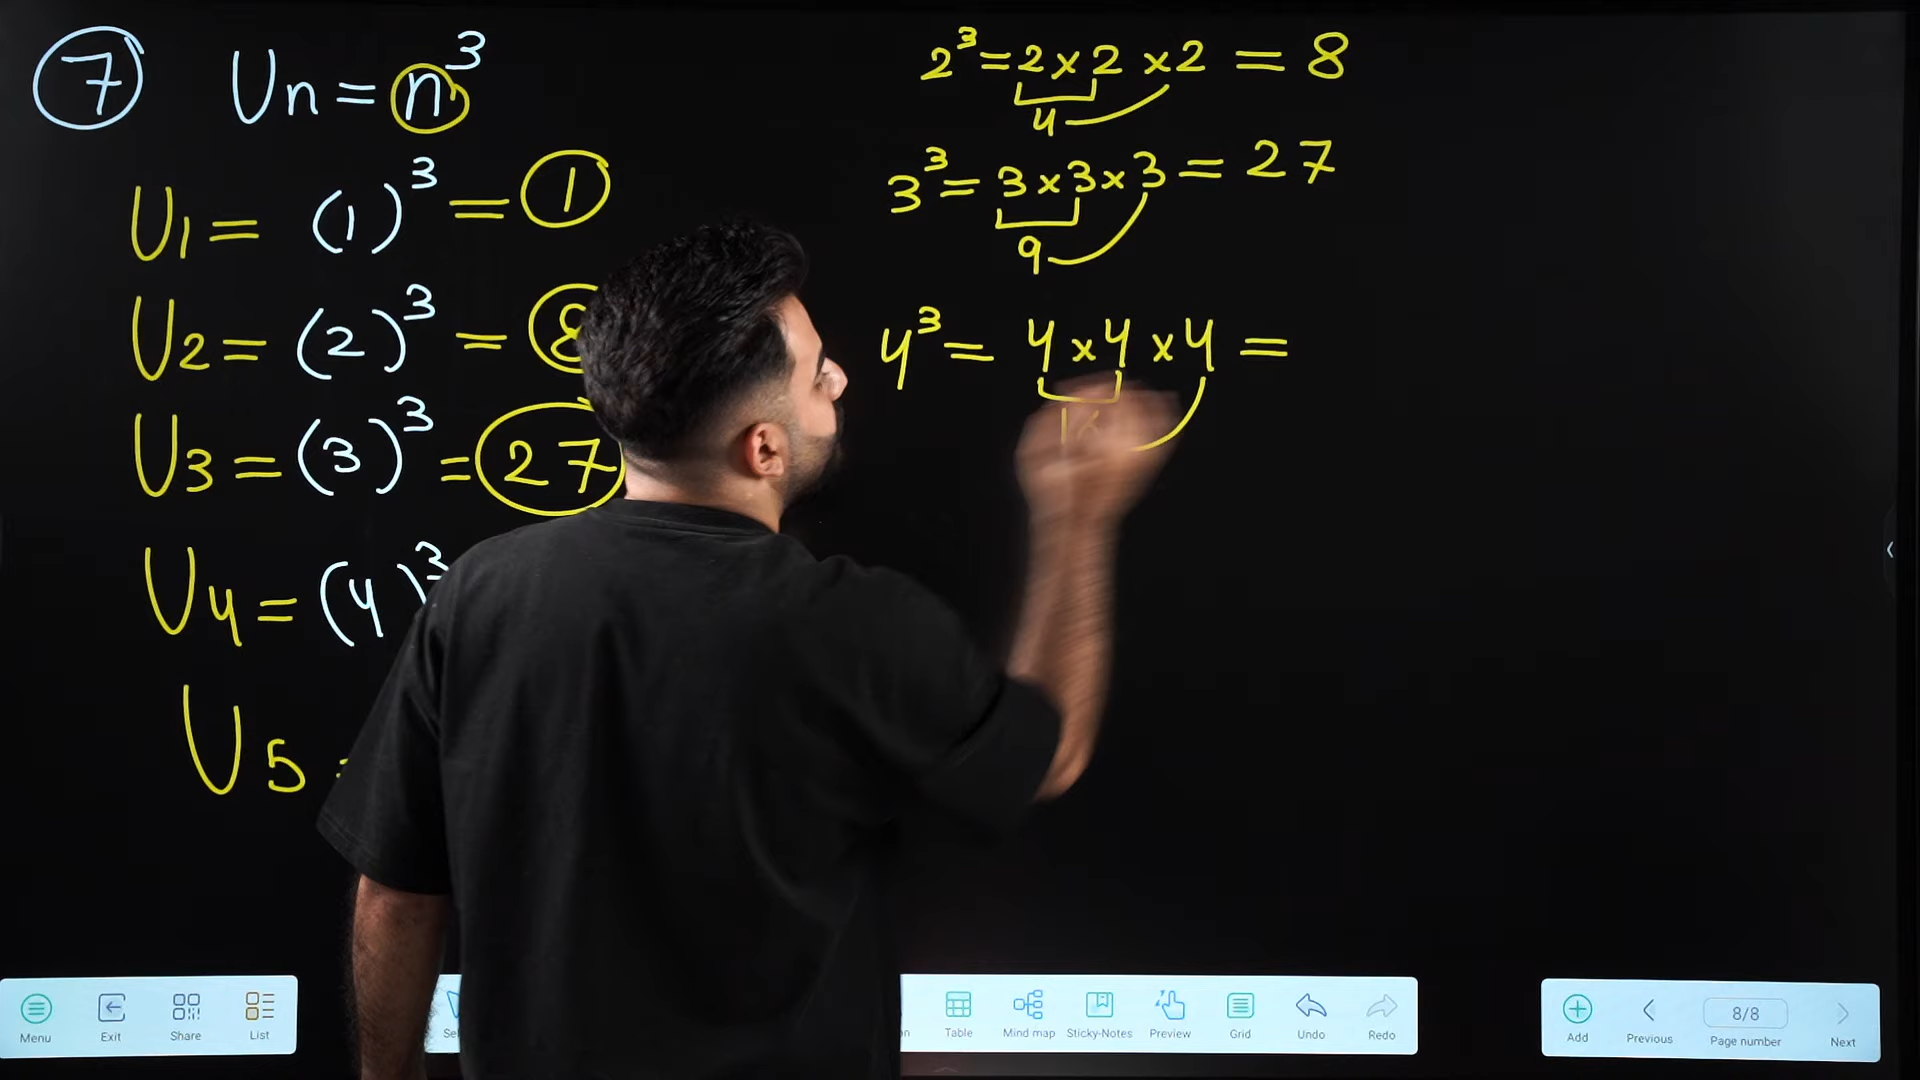 7 Un = n³
U1 = (1)³ = 1
U2 = (2)³ = 8
U3 = (3)³ = 27
U4 = (4)³
U5
2³ = 2 × 2 × 2 = 8
4
3³ = 3 × 3 × 3 = 27
9
4³ = 4 × 4 × 4 =
Menu Exit Share List
Table Mind map Sticky-Notes Preview Grid Undo Redo
Add Previous 8/8 Page number Next